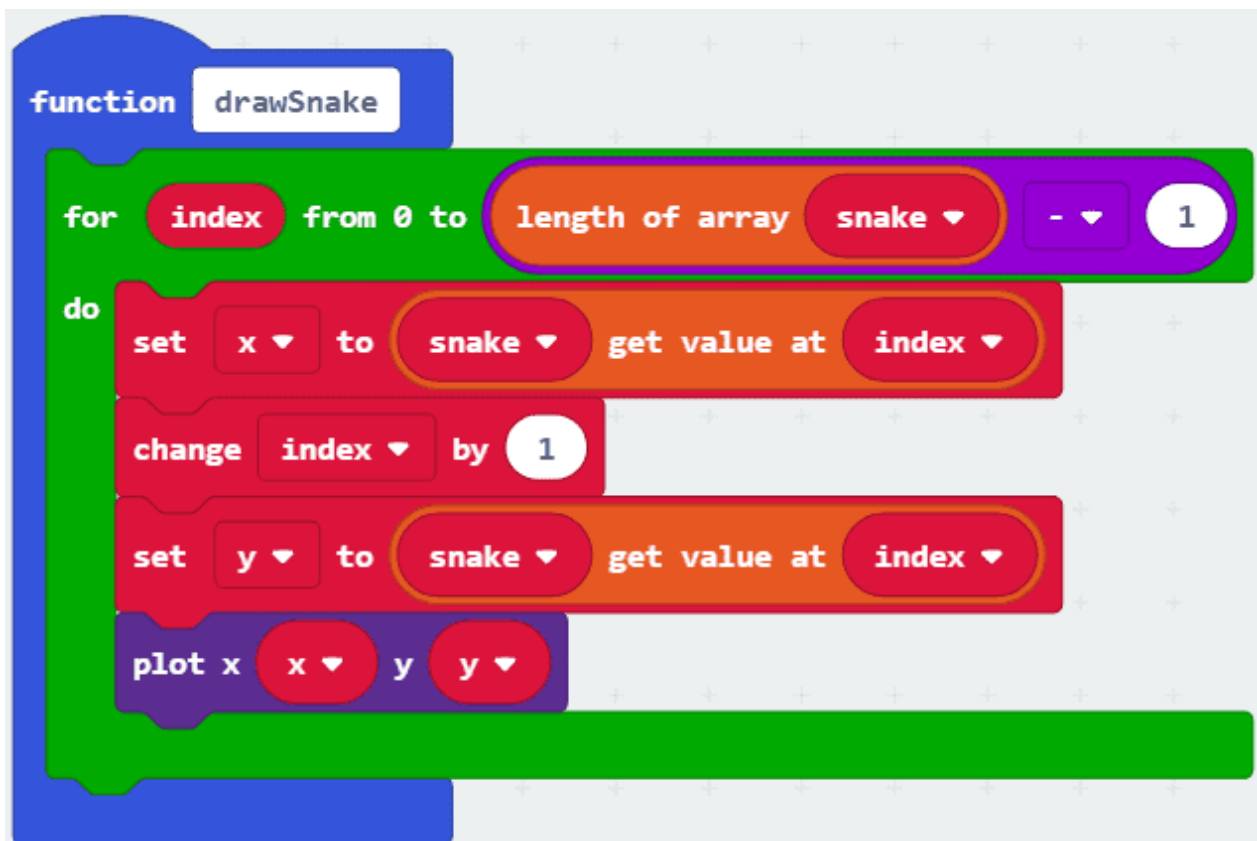 function drawSnake
for index from 0 to length of array snake - 1
do
set x to snake get value at index
change index by 1
set y to snake get value at index
plot x x y y